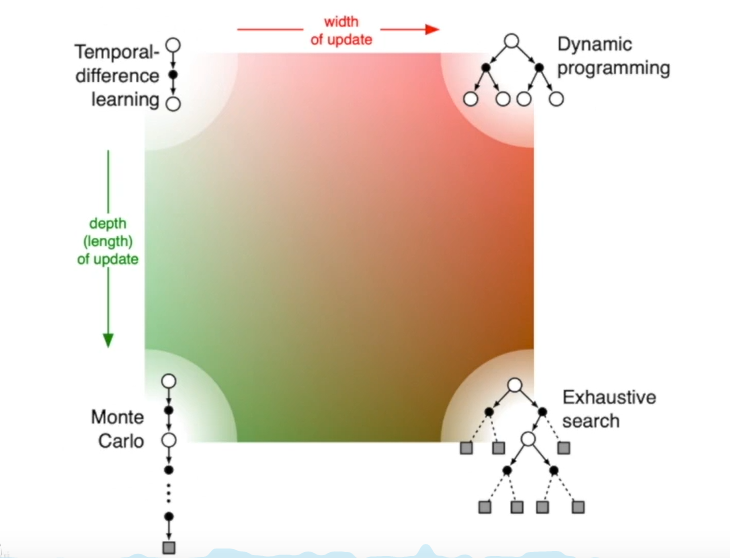 width
of update
Temporal-
difference
learning
Dynamic
programming
depth
(length)
of update
Monte
Carlo
Exhaustive
search